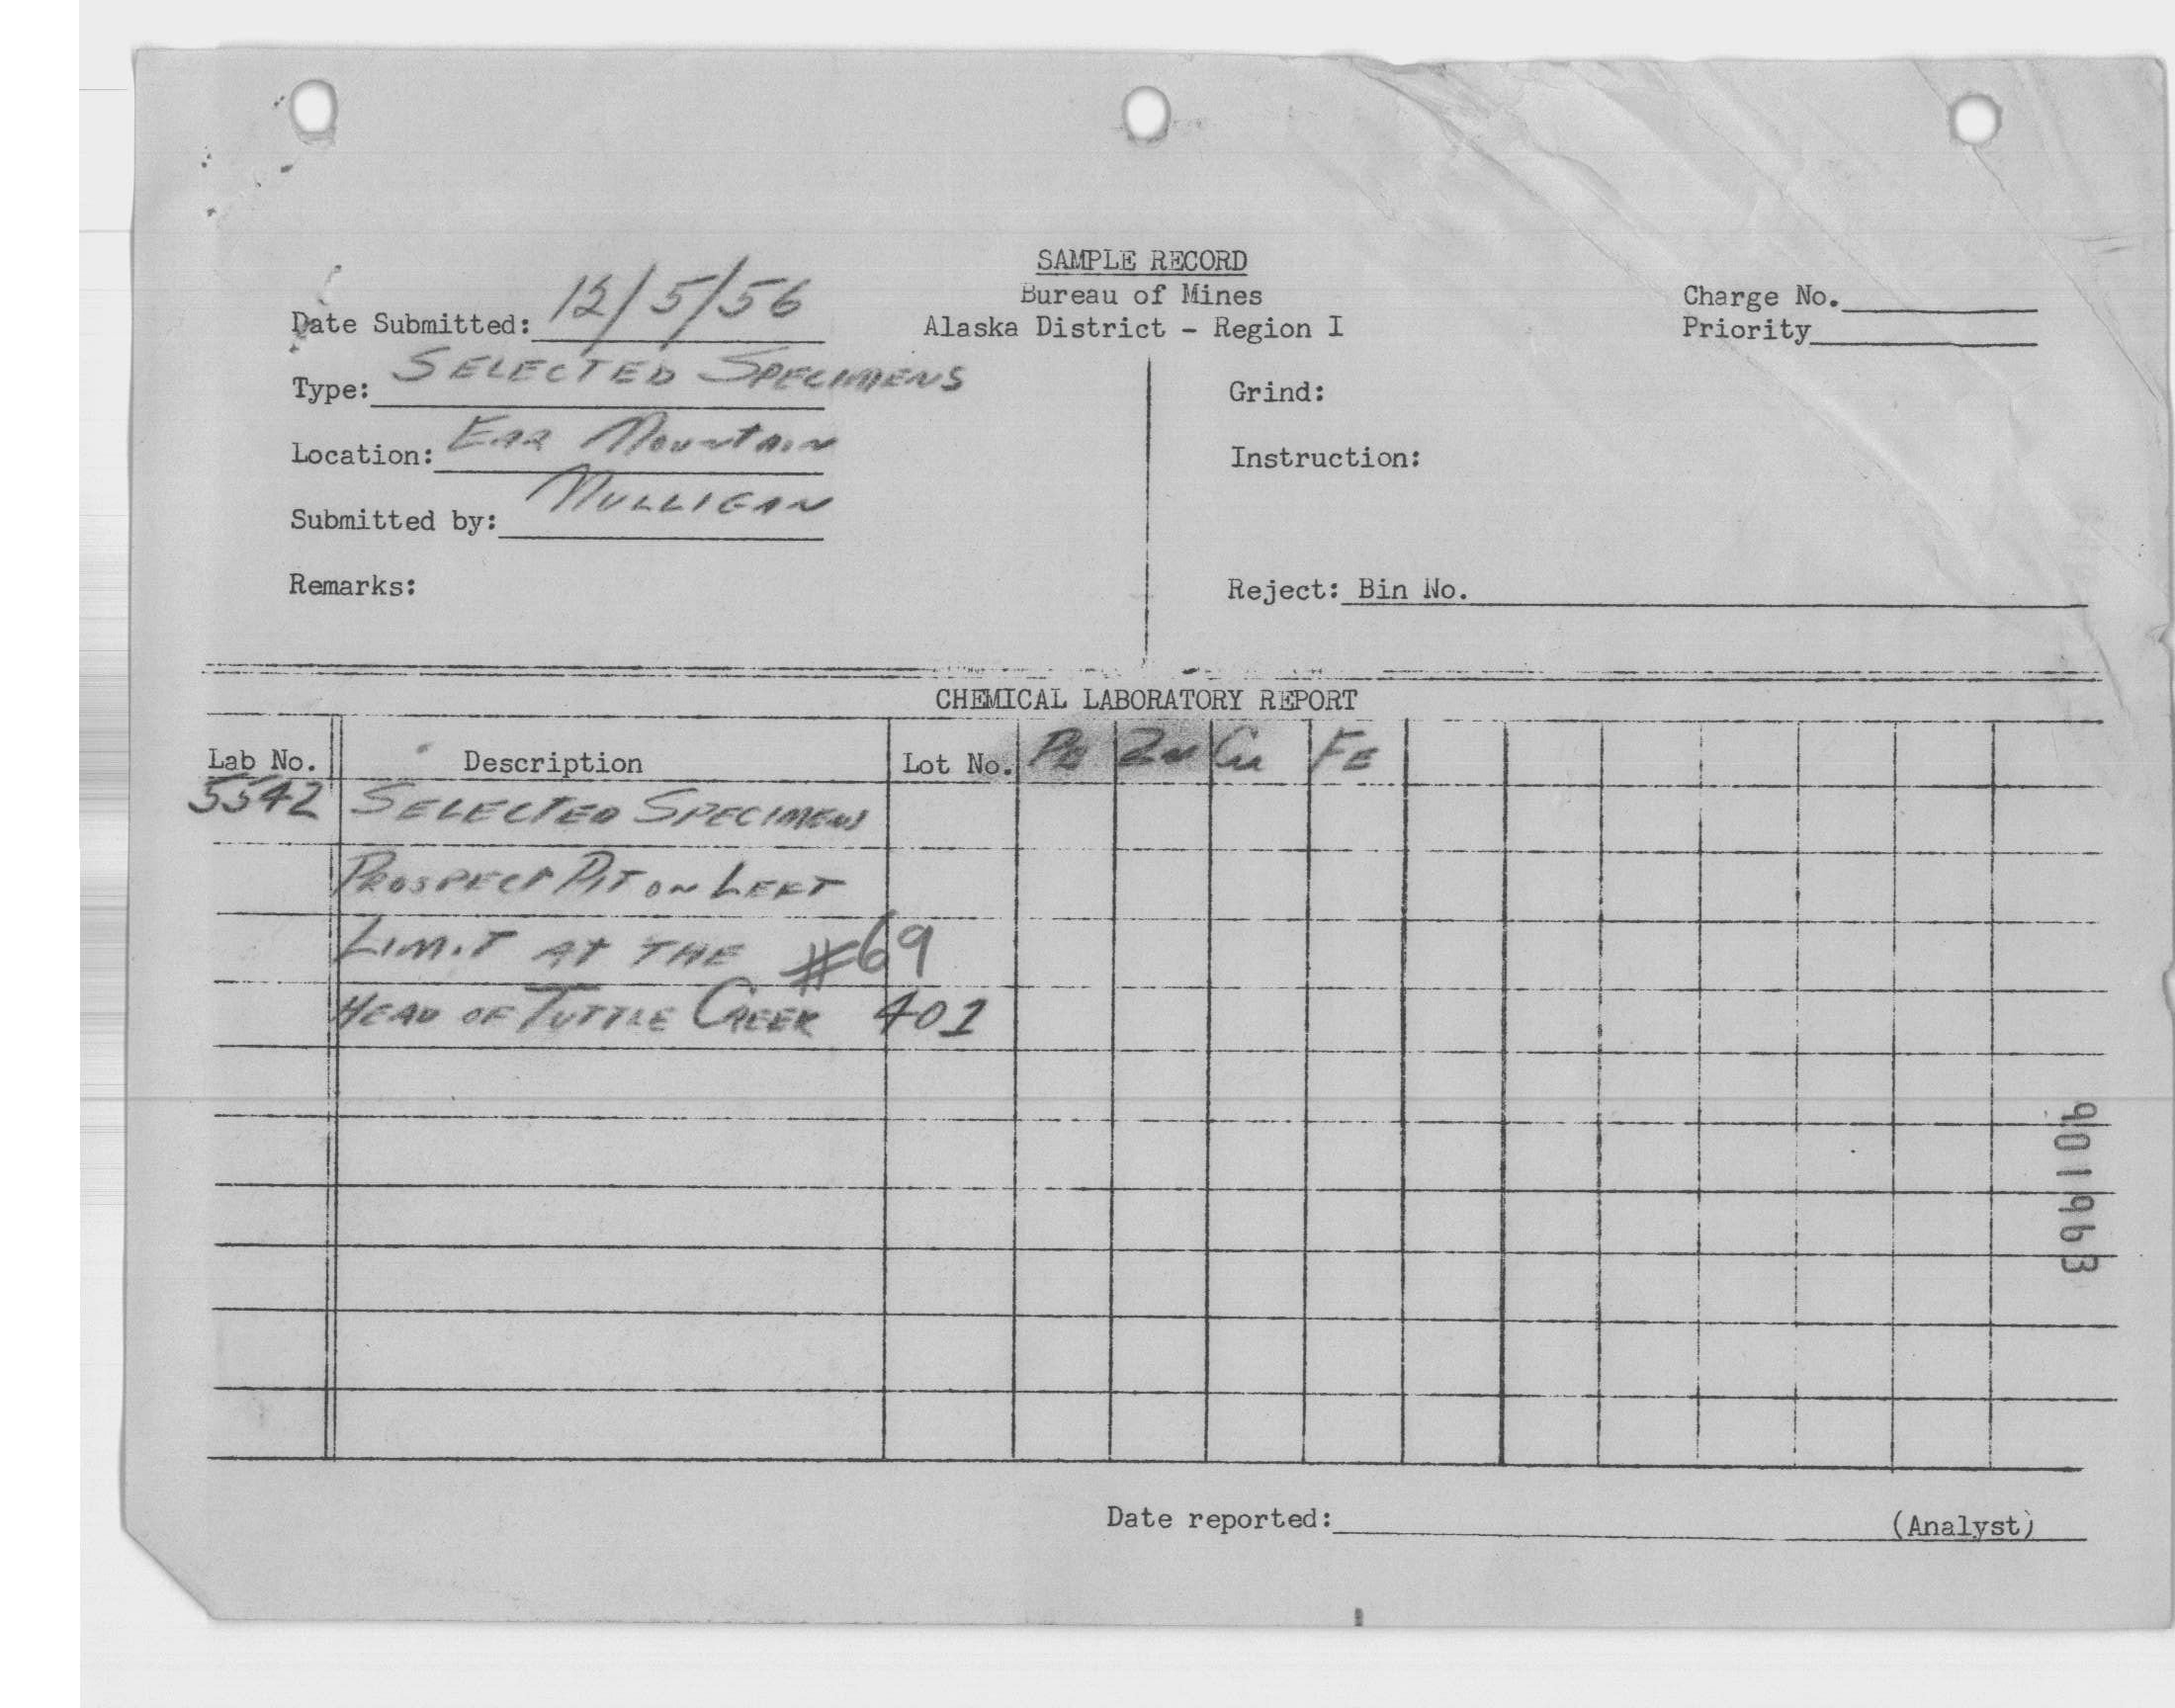 SAMPLE RECORD
Bureau of Mines
Alaska District - Region I
Charge No.
Priority
Date Submitted: 12/5/56
Type: SELECTED SPECIMENS
Location: EAR MOUNTAIN
Submitted by: MULLIGAN
Remarks:
Grind:
Instruction:
Reject: Bin No.
CHEMICAL LABORATORY REPORT
Lab No. Description Lot No. Pb Zn Cu Fe
5542 SELECTED SPECIMENS
PROSPECT PIT ON LEFT
LIMIT AT THE #69
HEAD OF TUTTLE CREEK 401
901963
Date reported: (Analyst)